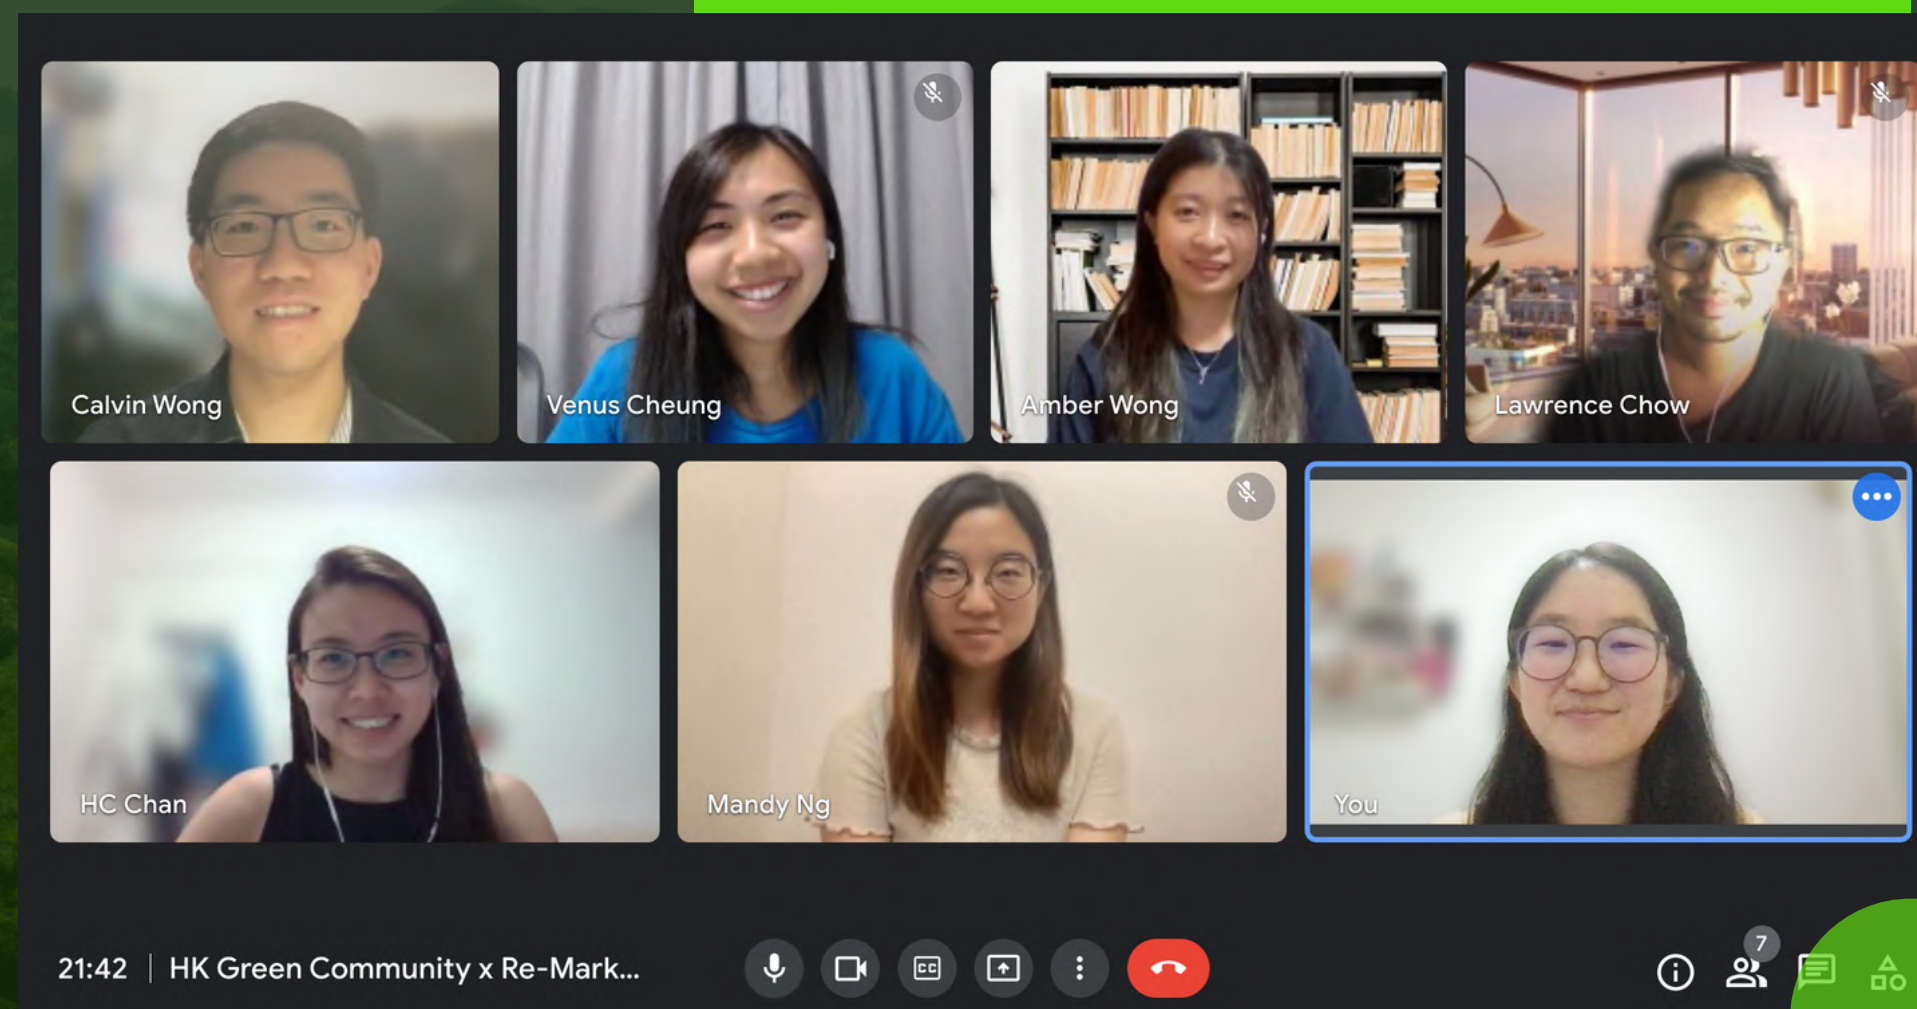 Calvin Wong
Venus Cheung
Amber Wong
Lawrence Chow
HC Chan
Mandy Ng
You
21:42 | HK Green Community x Re-Mark...
CC
7